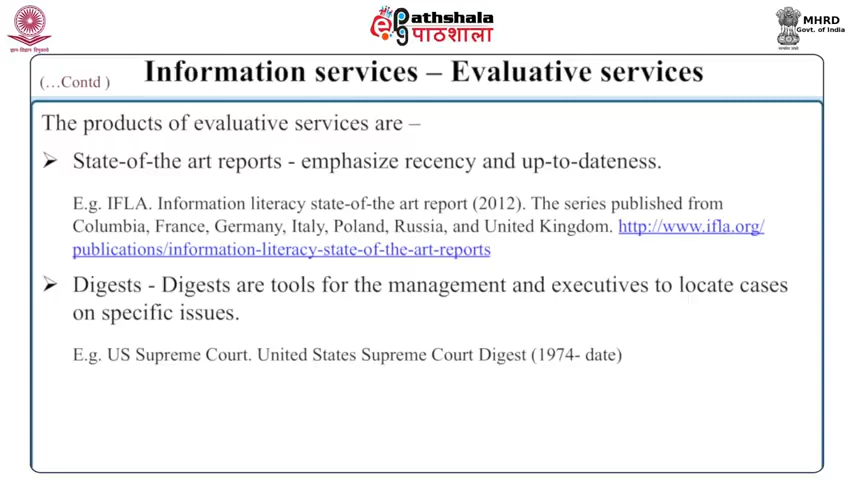 Pathshala
पाठशाला
MHRD
Govt. of India
(…Contd ) Information services – Evaluative services
The products of evaluative services are –
➢ State-of-the art reports - emphasize recency and up-to-dateness.
E.g. IFLA. Information literacy state-of-the art report (2012). The series published from
Columbia, France, Germany, Italy, Poland, Russia, and United Kingdom. http://www.ifla.org/
publications/information-literacy-state-of-the-art-reports
➢ Digests - Digests are tools for the management and executives to locate cases
on specific issues.
E.g. US Supreme Court. United States Supreme Court Digest (1974- date)